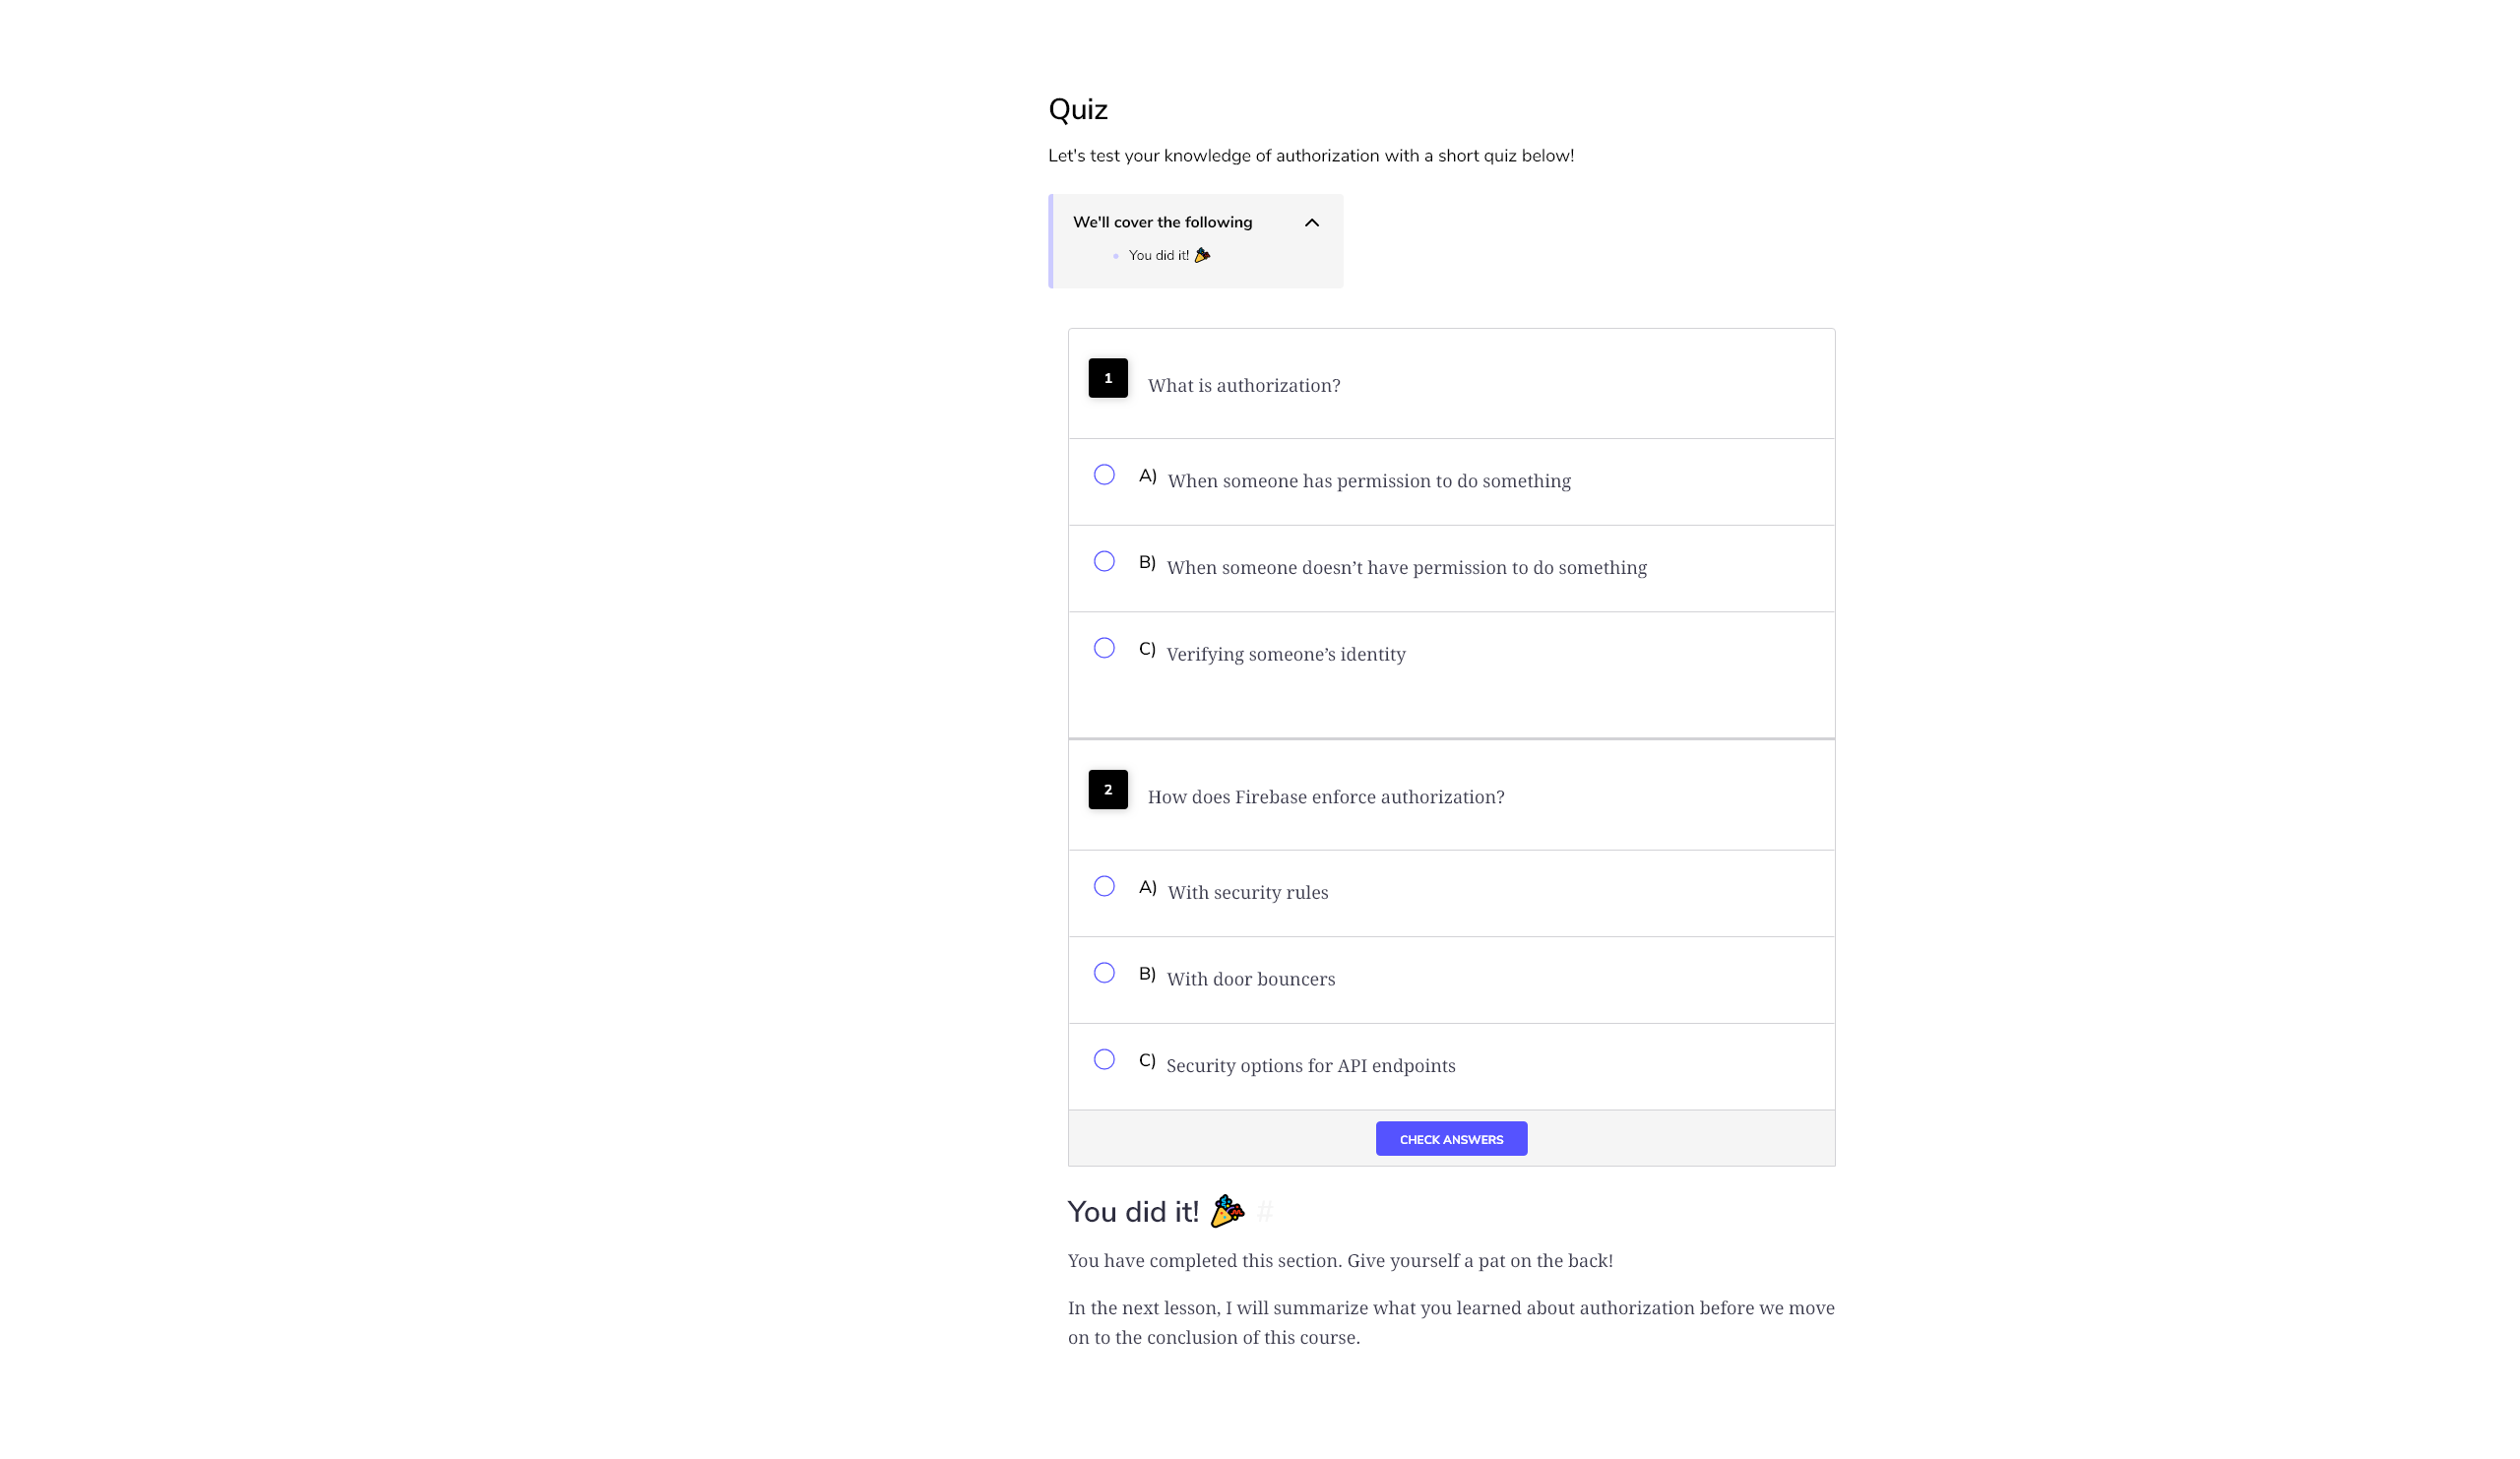 Quiz
Let's test your knowledge of authorization with a short quiz below!
We'll cover the following
You did it! 🎉
1
What is authorization?
A) When someone has permission to do something
B) When someone doesn’t have permission to do something
C) Verifying someone’s identity
2
How does Firebase enforce authorization?
A) With security rules
B) With door bouncers
C) Security options for API endpoints
CHECK ANSWERS
You did it! 🎉 #
You have completed this section. Give yourself a pat on the back!
In the next lesson, I will summarize what you learned about authorization before we move
on to the conclusion of this course.